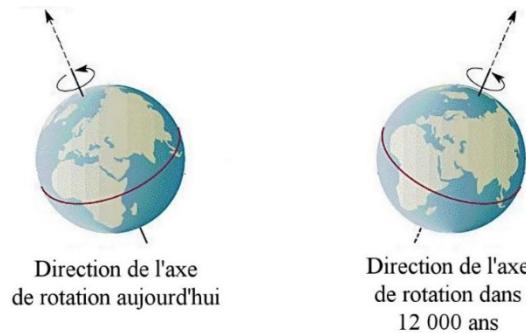 Direction de l'axe
de rotation aujourd'hui
Direction de l'axe
de rotation dans
12 000 ans